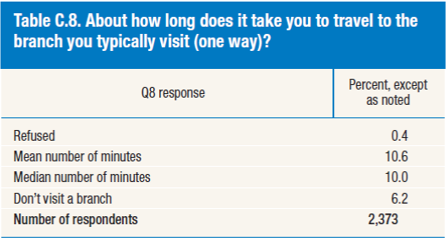 Table C.8. About how long does it take you to travel to the
branch you typically visit (one way)?
Q8 response
Percent, except
as noted
Refused 0.4
Mean number of minutes 10.6
Median number of minutes 10.0
Don't visit a branch 6.2
Number of respondents 2,373